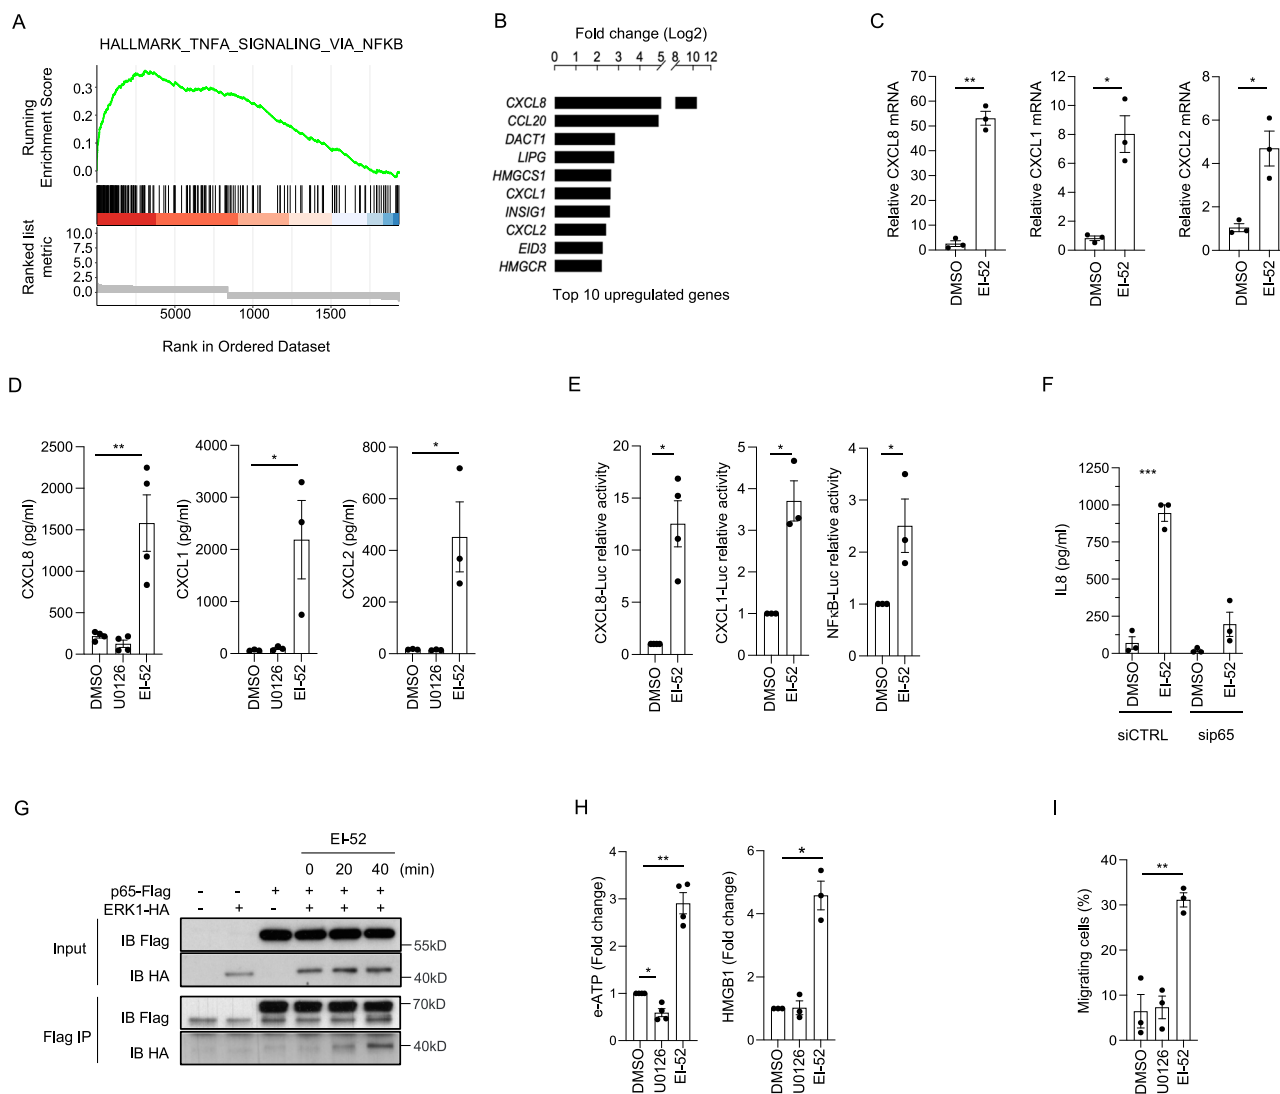 A
HALLMARK_TNFA_SIGNALING_VIA_NFKB
Running
Enrichment Score
0.3
0.2
0.1
0.0
Ranked list
metric
10.0
7.5
5.0
2.5
0.0
5000
1000
1500
Rank in Ordered Dataset
B
Fold change (Log2)
0 1 2 3 4 5 8 10 12
CXCL8
CCL20
DACT1
LIPG
HMGCS1
CXCL1
INSIG1
CXCL2
EID3
HMGCR
Top 10 upregulated genes
C
Relative CXCL8 mRNA
70
60
50
40
30
20
10
0
**
DMSO
EI-52
Relative CXCL1 mRNA
12
10
8
6
4
2
0
*
DMSO
EI-52
Relative CXCL2 mRNA
8
6
4
2
0
*
DMSO
EI-52
D
CXCL8 (pg/ml)
2500
2000
1500
1000
500
0
**
DMSO
U0126
EI-52
CXCL1 (pg/ml)
4000
3000
2000
1000
0
*
DMSO
U0126
EI-52
CXCL2 (pg/ml)
800
600
400
200
0
*
DMSO
U0126
EI-52
E
CXCL8-Luc relative activity
20
15
10
5
0
*
DMSO
EI-52
CXCL1-Luc relative activity
5
4
3
2
1
0
*
DMSO
EI-52
NFκB-Luc relative activity
4
3
2
1
0
*
DMSO
EI-52
F
IL8 (pg/ml)
1250
1000
750
500
250
0
***
DMSO
EI-52
DMSO
EI-52
siCTRL sip65
G
EI-52
0 20 40 (min)
p65-Flag - - + + + +
ERK1-HA - + - + + +
Input
IB Flag
55kD
IB HA
40kD
Flag IP
IB Flag
70kD
IB HA
40kD
H
e-ATP (Fold change)
4
3
2
1
0
**
*
DMSO
U0126
EI-52
HMGB1 (Fold change)
6
4
2
0
*
DMSO
U0126
EI-52
I
Migrating cells (%)
40
30
20
10
0
**
DMSO
U0126
EI-52